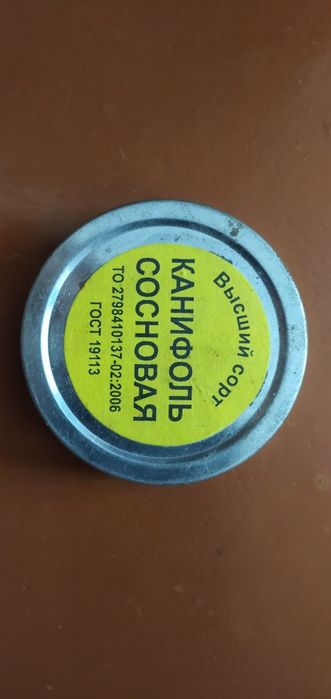 Высший сорт
КАНИФОЛЬ
СОСНОВАЯ
ТО 2798410137-02:2006
ГОСТ 19113